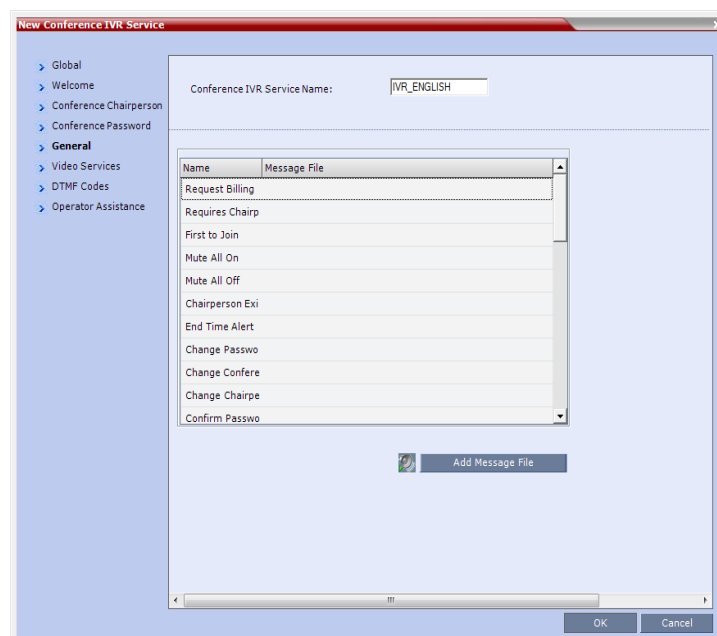 New Conference IVR Service
Global
Welcome
Conference Chairperson
Conference Password
General
Video Services
DTMF Codes
Operator Assistance
Conference IVR Service Name: IVR_ENGLISH
Name Message File
Request Billing
Requires Chairp
First to Join
Mute All On
Mute All Off
Chairperson Exi
End Time Alert
Change Passwo
Change Confere
Change Chairpe
Confirm Passwo
Add Message File
OK Cancel